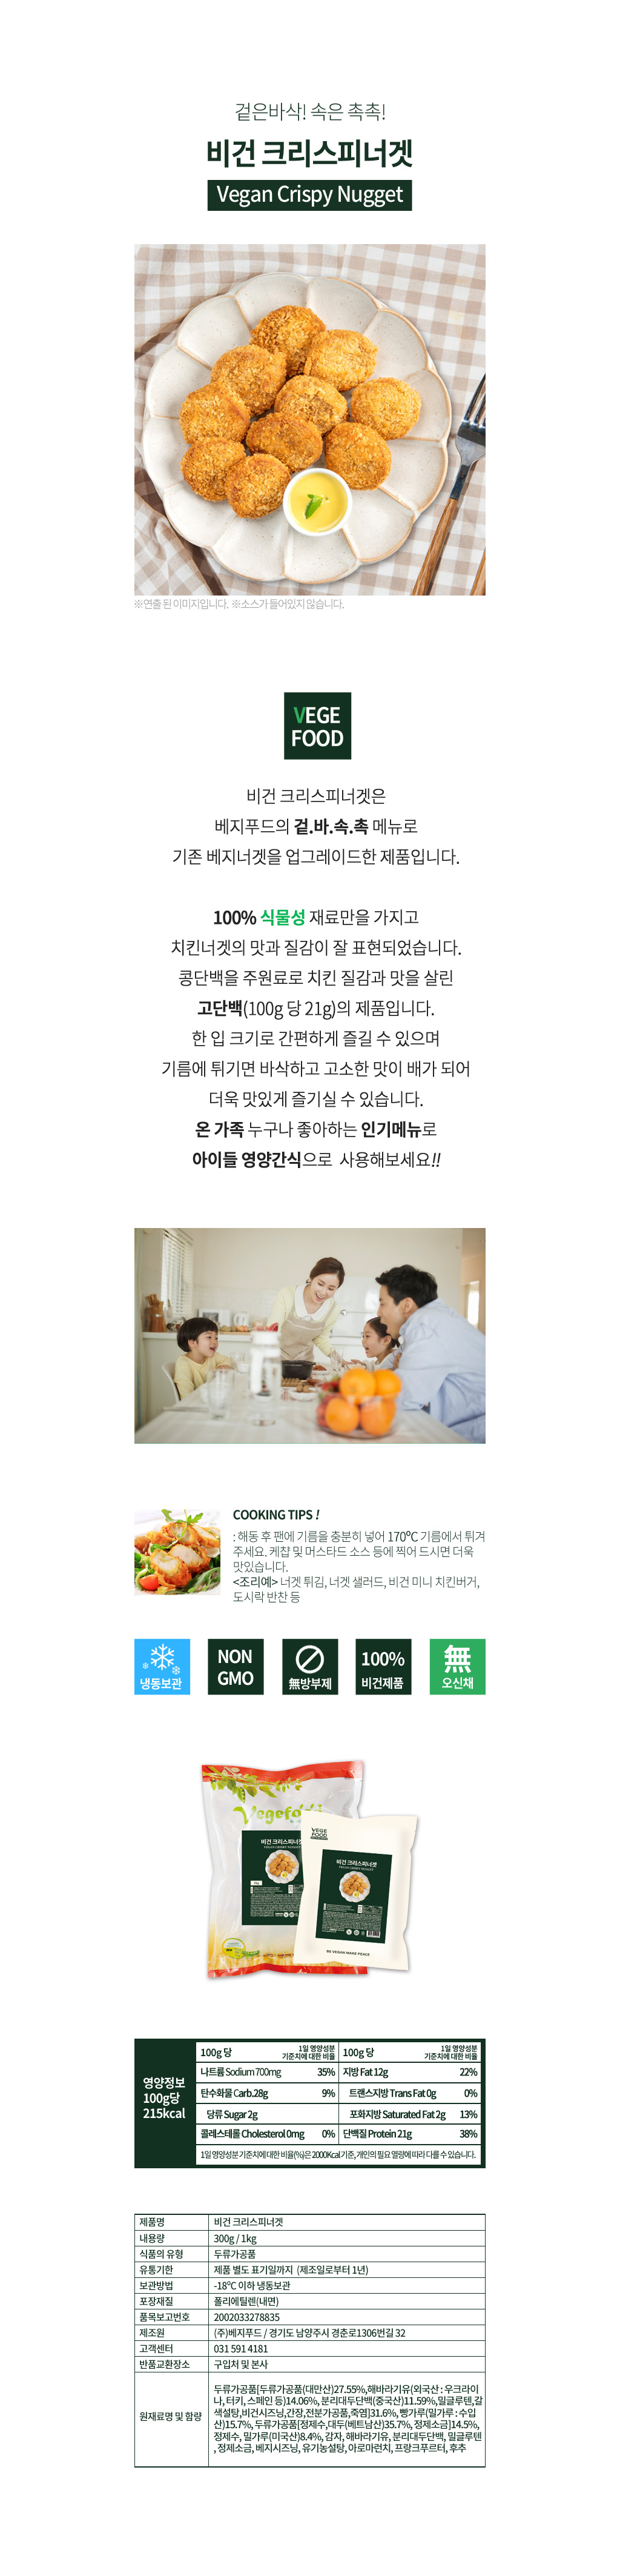 겉은바삭! 속은 촉촉!
비건 크리스피너겟
Vegan Crispy Nugget
※연출 된 이미지입니다. ※소스가 들어있지 않습니다.
VEGE
FOOD
비건 크리스피너겟은
베지푸드의 겉.바.속.촉 메뉴로
기존 베지너겟을 업그레이드한 제품입니다.
100% 식물성 재료만을 가지고
치킨너겟의 맛과 질감이 잘 표현되었습니다.
콩단백을 주원료로 치킨 질감과 맛을 살린
고단백(100g 당 21g)의 제품입니다.
한 입 크기로 간편하게 즐길 수 있으며
기름에 튀기면 바삭하고 고소한 맛이 배가 되어
더욱 맛있게 즐기실 수 있습니다.
온 가족 누구나 좋아하는 인기메뉴로
아이들 영양간식으로 사용해보세요!!
COOKING TIPS !
: 해동 후 팬에 기름을 충분히 넣어 170℃ 기름에서 튀겨
주세요. 케찹 및 머스타드 소스 등에 찍어 드시면 더욱
맛있습니다.
<조리예> 너겟 튀김, 너겟 샐러드, 비건 미니 치킨버거,
도시락 반찬 등
냉동보관
NON
GMO
無방부제
100%
비건제품
無
오신채
Vegefood
비건 크리스피너겟
VEGE
FOOD
비건 크리스피너겟
VEGAN CRISPY NUGGET
BE VEGAN MAKE PEACE
영양정보
100g당
215kcal
100g 당 1일 영양성분 기준치에 대한 비율 100g 당 1일 영양성분 기준치에 대한 비율
나트륨 Sodium 700mg 35% 지방 Fat 12g 22%
탄수화물 Carb.28g 9% 트랜스지방 Trans Fat 0g 0%
당류 Sugar 2g 포화지방 Saturated Fat 2g 13%
콜레스테롤 Cholesterol 0mg 0% 단백질 Protein 21g 38%
1일 영양성분 기준치에 대한 비율(%)은 2000Kcal 기준, 개인의 필요 열량에 따라 다를 수 있습니다.
제품명 비건 크리스피너겟
내용량 300g / 1kg
식품의 유형 두류가공품
유통기한 제품 별도 표기일까지 (제조일로부터 1년)
보관방법 -18℃ 이하 냉동보관
포장재질 폴리에틸렌(내면)
품목보고번호 2002033278835
제조원 (주)베지푸드 / 경기도 남양주시 경춘로1306번길 32
고객센터 031 591 4181
반품교환장소 구입처 및 본사
원재료명 및 함량
두류가공품[두류가공품(대만산)27.55%,해바라기유(외국산 : 우크라이
나, 터키, 스페인 등)14.06%, 분리대두단백(중국산)11.59%,밀글루텐,갈
색설탕,비건시즈닝,간장,전분가공품,죽염]31.6%, 빵가루(밀가루 : 수입
산)15.7%, 두류가공품[정제수,대두(베트남산)35.7%, 정제소금]14.5%,
정제수, 밀가루(미국산)8.4%, 감자, 해바라기유, 분리대두단백, 밀글루텐
, 정제소금, 베지시즈닝, 유기농설탕, 아로마런치, 프랑크푸르터, 후추